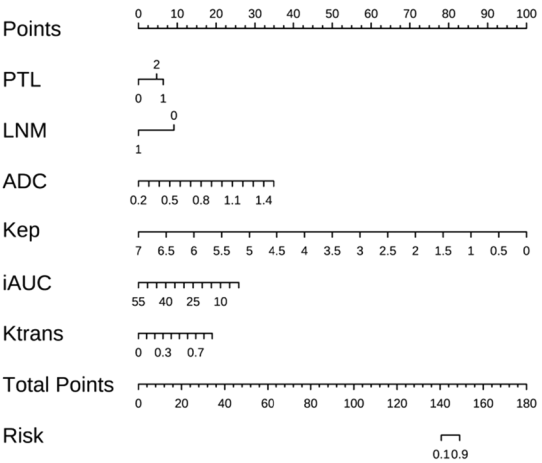 0 10 20 30 40 50 60 70 80 90 100
Points
2
PTL
0 1
0
LNM
1
ADC
0.2 0.5 0.8 1.1 1.4
Kep
7 6.5 6 5.5 5 4.5 4 3.5 3 2.5 2 1.5 1 0.5 0
iAUC
55 40 25 10
Ktrans
0 0.3 0.7
Total Points
0 20 40 60 80 100 120 140 160 180
Risk
0.10.9